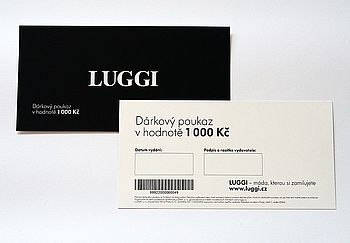 LUGGI
Dárkový poukaz
v hodnotě 1 000 Kč
Dárkový poukaz
v hodnotě 1 000 Kč
Datum vydání:
Podpis a razítko vydavatele:
LUGGI – móda, kterou si zamilujete
www.luggi.cz